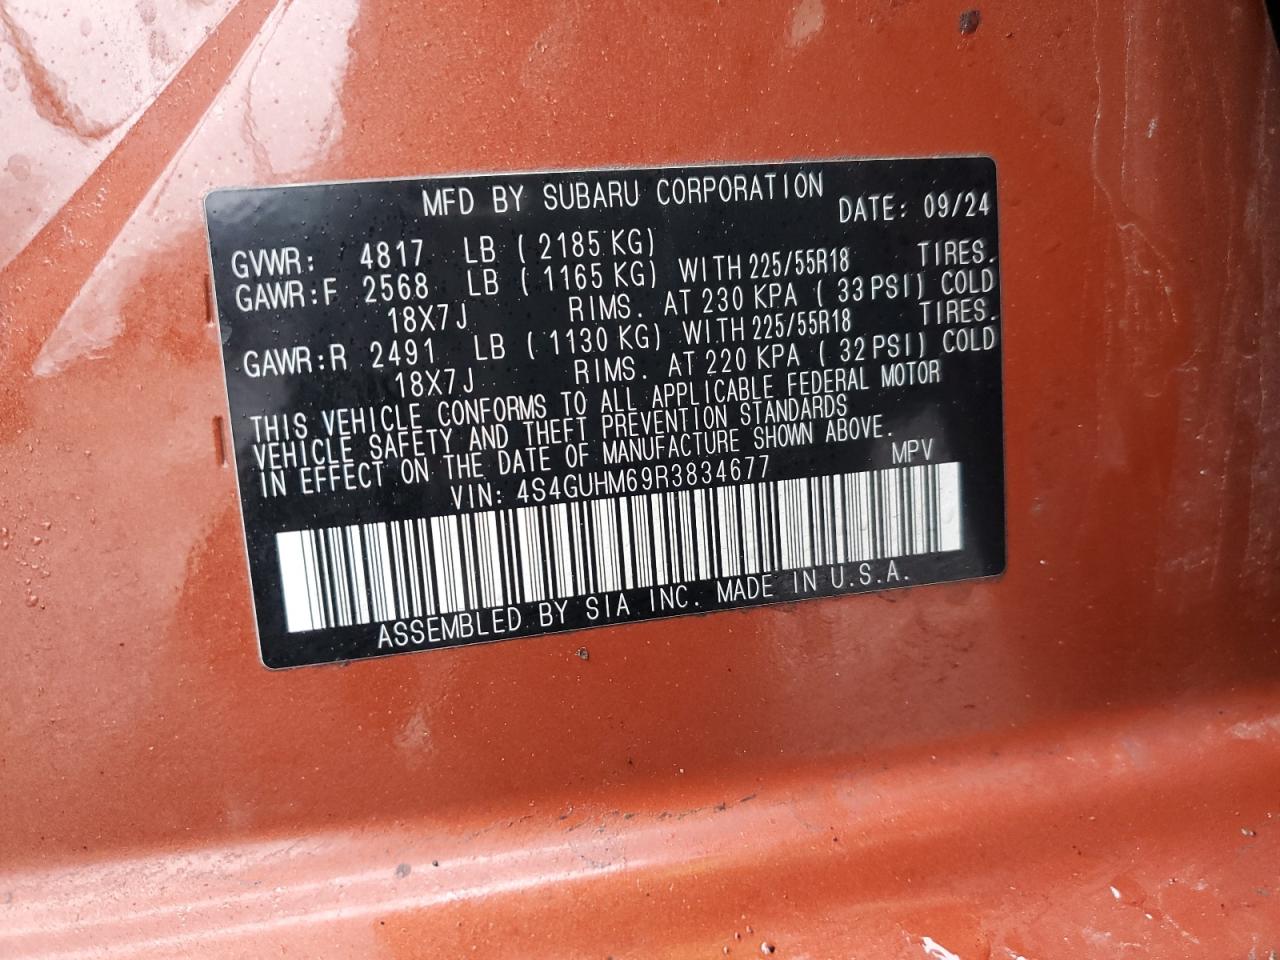 MFD BY SUBARU CORPORATION DATE: 09/24
GVWR: 4817 LB ( 2185 KG)
GAWR:F 2568 LB ( 1165 KG) WITH 225/55R18 TIRES.
18X7J RIMS. AT 230 KPA ( 33 PSI) COLD
GAWR:R 2491 LB ( 1130 KG) WITH 225/55R18 TIRES.
18X7J RIMS. AT 220 KPA ( 32 PSI) COLD
THIS VEHICLE CONFORMS TO ALL APPLICABLE FEDERAL MOTOR
VEHICLE SAFETY AND THEFT PREVENTION STANDARDS
IN EFFECT ON THE DATE OF MANUFACTURE SHOWN ABOVE.
VIN: 4S4GUHM69R3834677 MPV
ASSEMBLED BY SIA INC. MADE IN U.S.A.